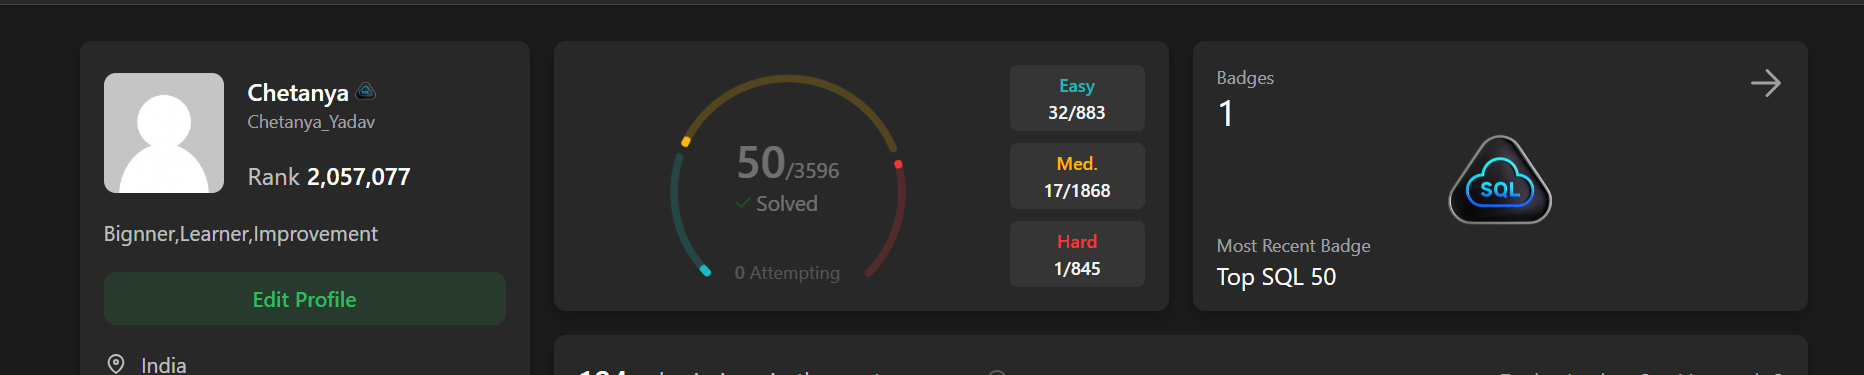 Chetanya
Chetanya_Yadav
Rank 2,057,077
Bignner,Learner,Improvement
Edit Profile
India
50/3596
Solved
0 Attempting
Easy
32/883
Med.
17/1868
Hard
1/845
Badges
1
SQL
Most Recent Badge
Top SQL 50